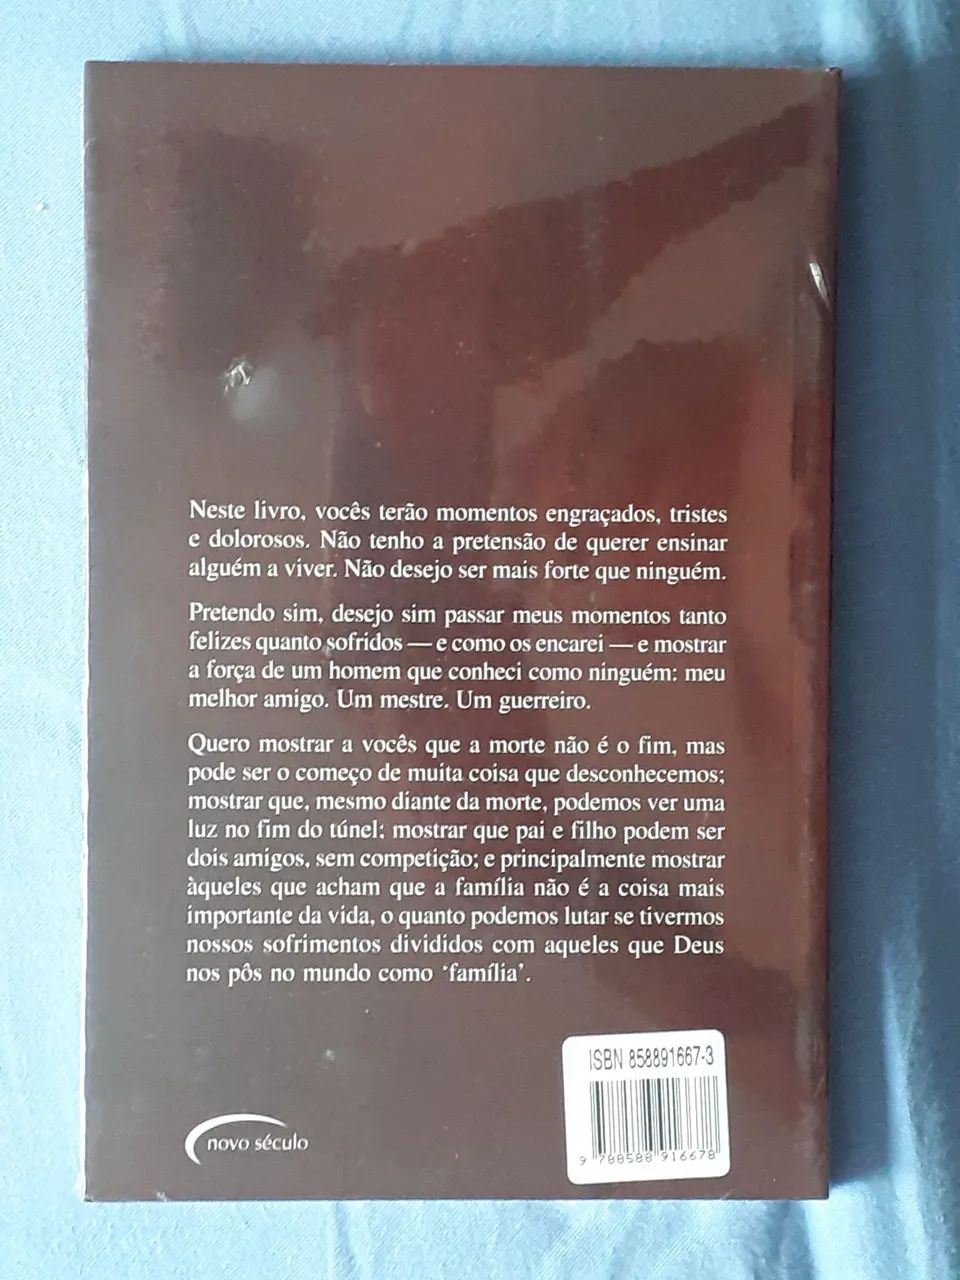 Neste livro, vocês terão momentos engraçados, tristes
e dolorosos. Não tenho a pretensão de querer ensinar
alguém a viver. Não desejo ser mais forte que ninguém.
Pretendo sim, desejo sim passar meus momentos tanto
felizes quanto sofridos — e como os encarei — e mostrar
a força de um homem que conheci como ninguém: meu
melhor amigo. Um mestre. Um guerreiro.
Quero mostrar a vocês que a morte não é o fim, mas
pode ser o começo de muita coisa que desconhecemos;
mostrar que, mesmo diante da morte, podemos ver uma
luz no fim do túnel; mostrar que pai e filho podem ser
dois amigos, sem competição; e principalmente mostrar
àqueles que acham que a família não é a coisa mais
importante da vida, o quanto podemos lutar se tivermos
nossos sofrimentos divididos com aqueles que Deus
nos pôs no mundo como ‘família’.
ISBN 858891667-3
9 788588 916678
novo século